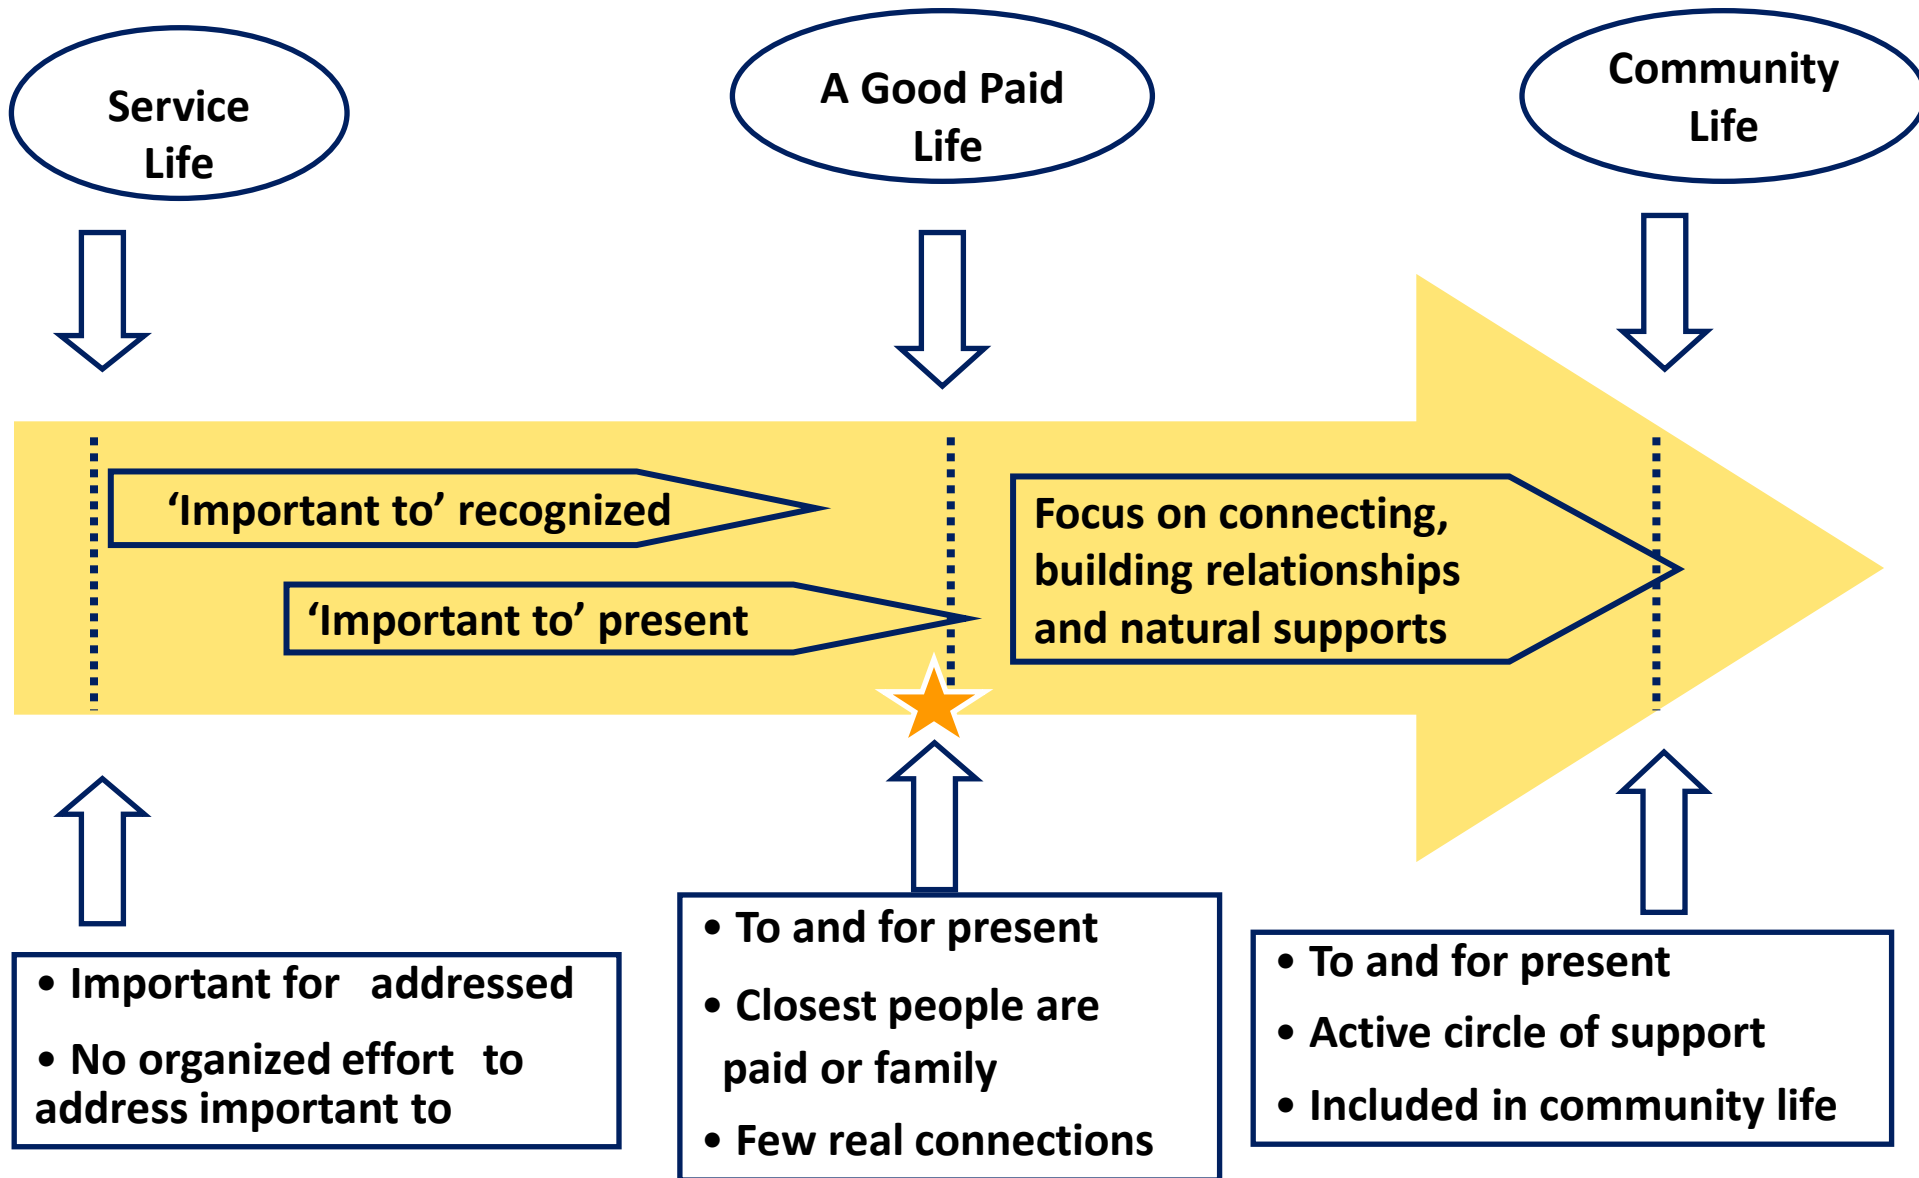 Service
Life
A Good Paid
Life
Community
Life
‘Important to’ recognized
‘Important to’ present
Focus on connecting,
building relationships
and natural supports
• Important for addressed
• No organized effort to
address important to
• To and for present
• Closest people are
paid or family
• Few real connections
• To and for present
• Active circle of support
• Included in community life